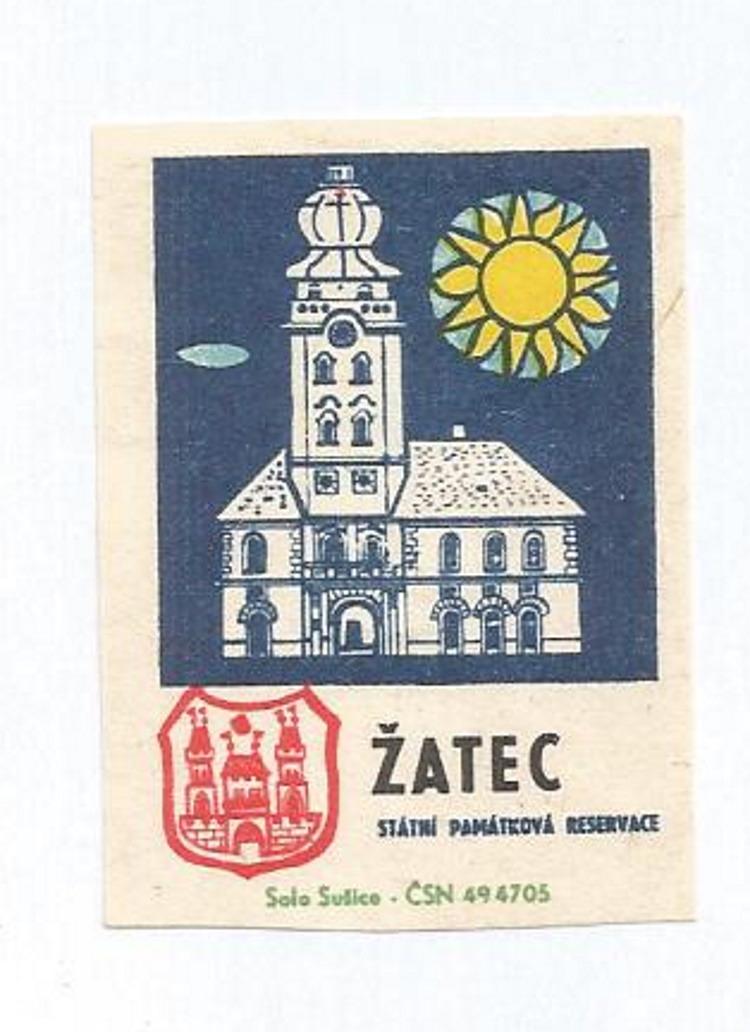 ŽATEC
STÁTNÍ PAMÁTKOVÁ RESERVACE
Solo Sušice - ČSN 49 4705